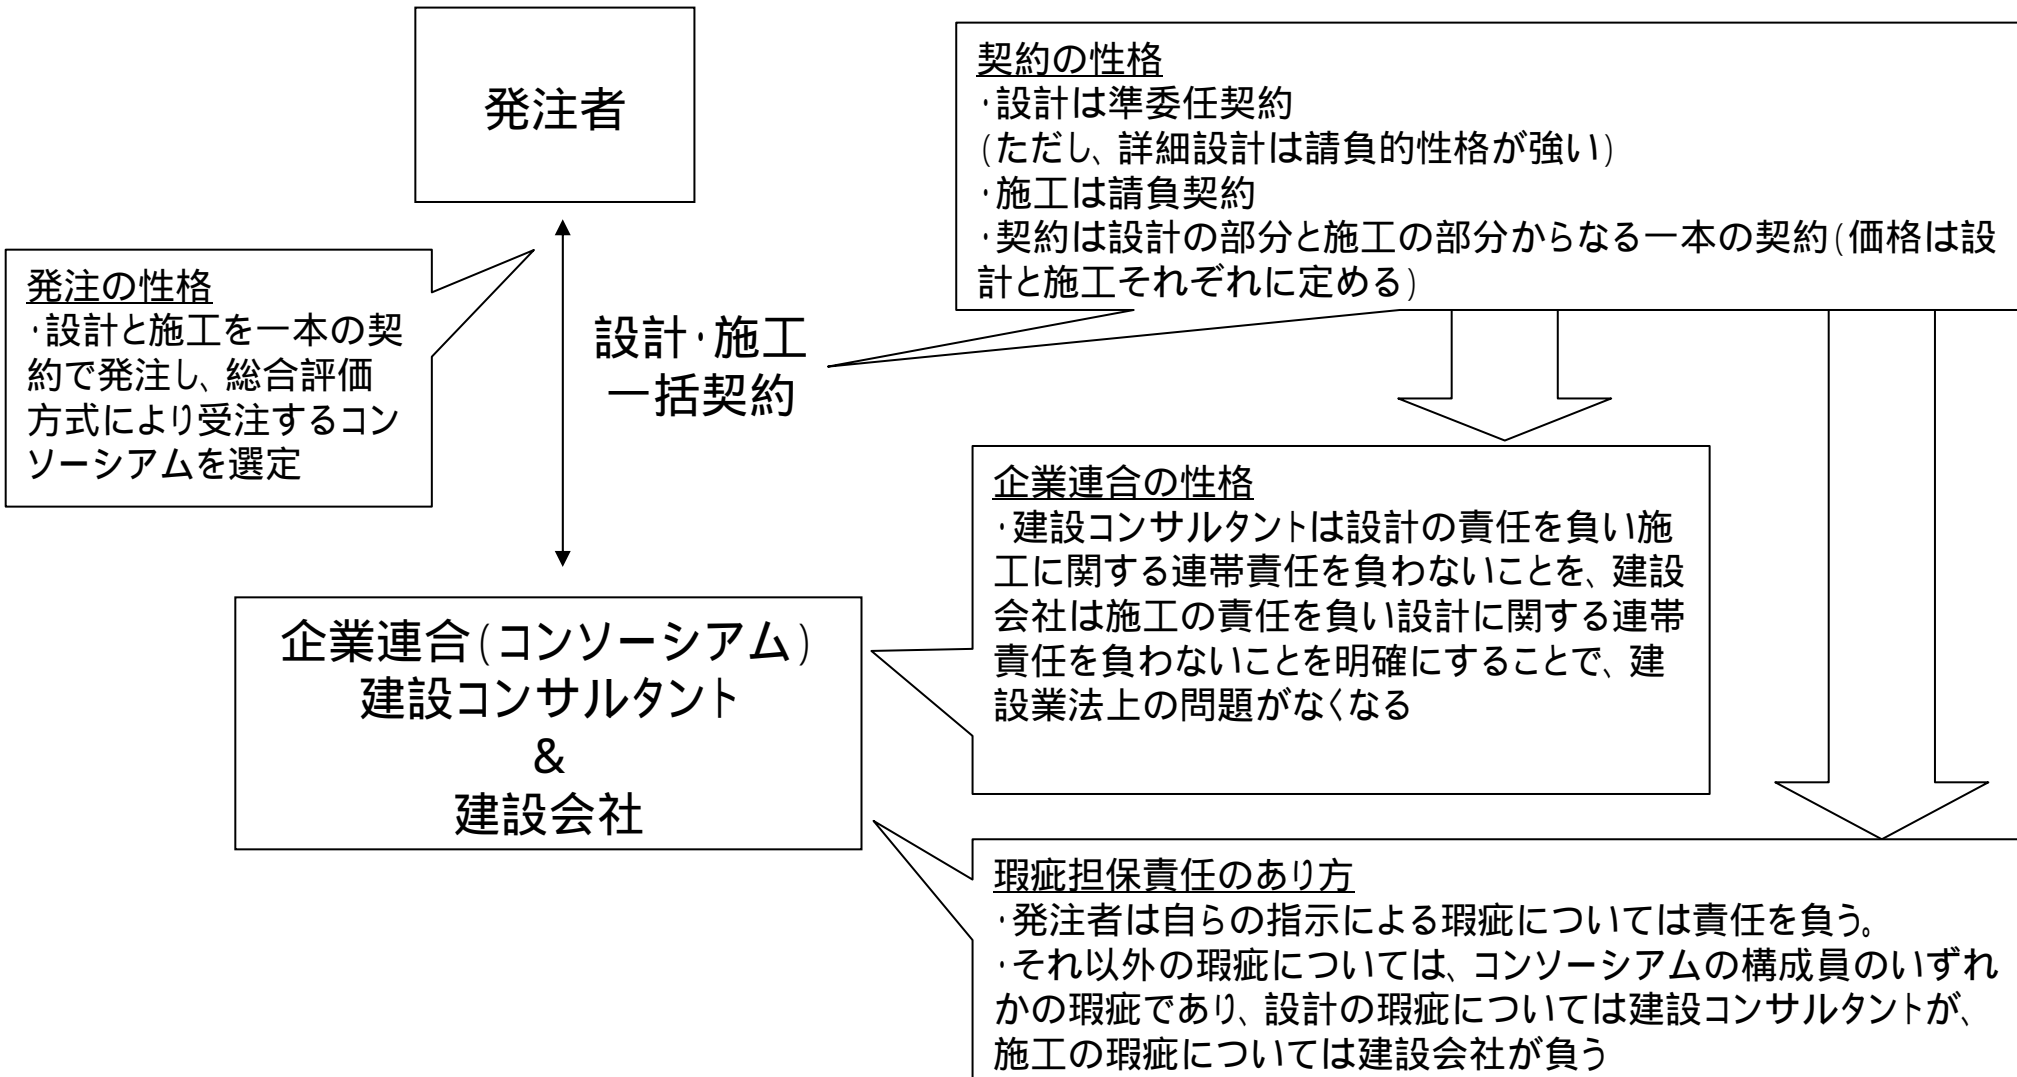 発注者
契約の性格
・設計は準委任契約
(ただし、詳細設計は請負的性格が強い)
・施工は請負契約
・契約は設計の部分と施工の部分からなる一本の契約(価格は設
計と施工それぞれに定める)
発注の性格
・設計と施工を一本の契
約で発注し、総合評価
方式により受注するコン
ソーシアムを選定
設計・施工
一括契約
企業連合の性格
・建設コンサルタントは設計の責任を負い施
工に関する連帯責任を負わないことを、建設
会社は施工の責任を負い設計に関する連帯
責任を負わないことを明確にすることで、建
設業法上の問題がなくなる
企業連合(コンソーシアム)
建設コンサルタント
&
建設会社
瑕疵担保責任のあり方
・発注者は自らの指示による瑕疵については責任を負う。
・それ以外の瑕疵については、コンソーシアムの構成員のいずれ
かの瑕疵であり、設計の瑕疵については建設コンサルタントが、
施工の瑕疵については建設会社が負う